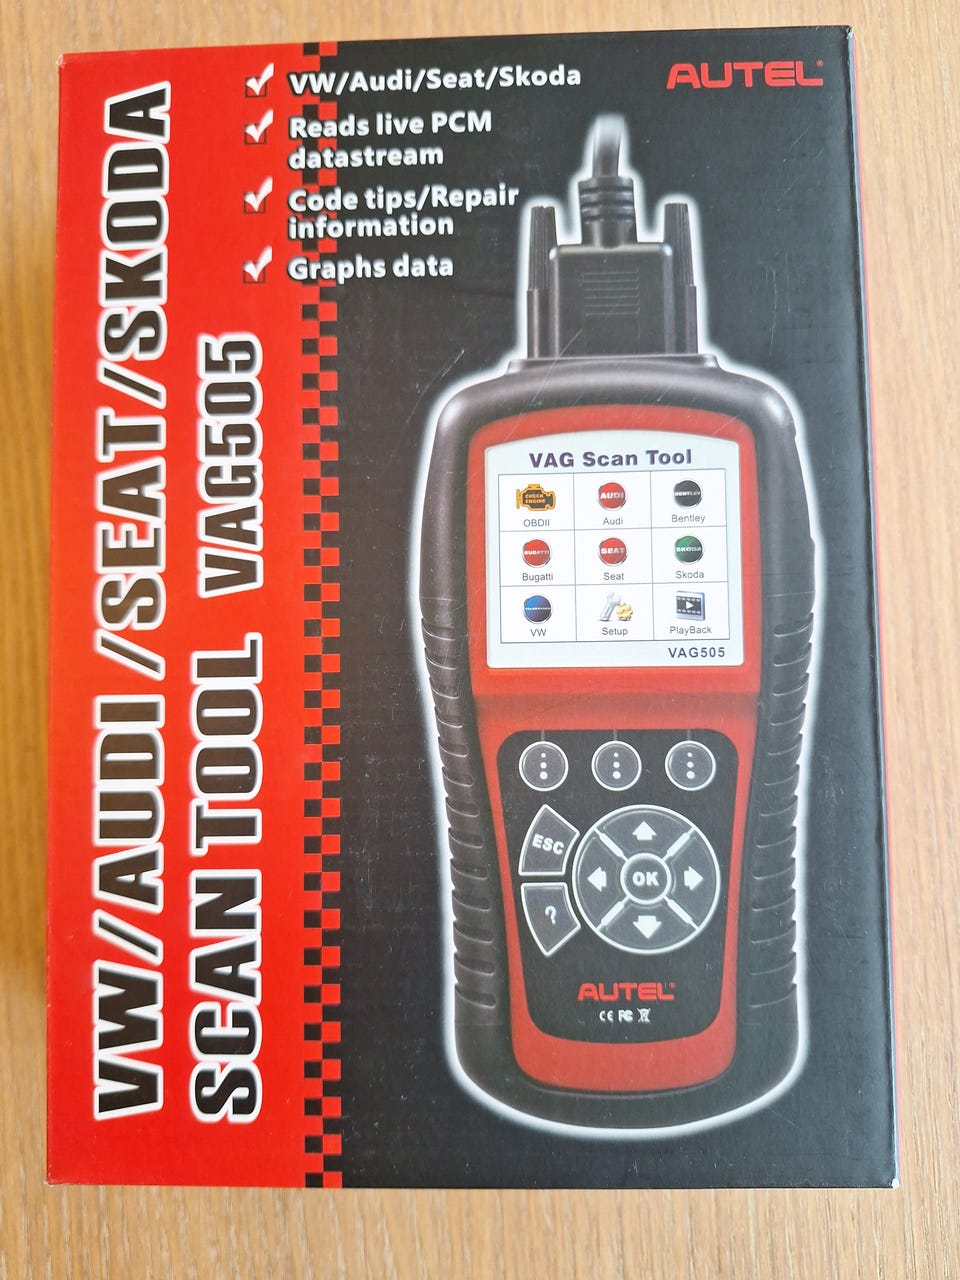 VW/AUDI/SEAT/SKODA
SCAN TOOL VAG505
VW/Audi/Seat/Skoda
Reads live PCM
datastream
Code tips/Repair
information
Graphs data
AUTEL®
VAG Scan Tool
CHECK
ENGINE
AUDI
BENTLEY
OBDII
Audi
Bentley
BUGATTI
SEAT
SKODA
Bugatti
Seat
Skoda
VOLKSWAGEN
VW
Setup
PlayBack
VAG505
ESC
OK
?
AUTEL®
CE FC